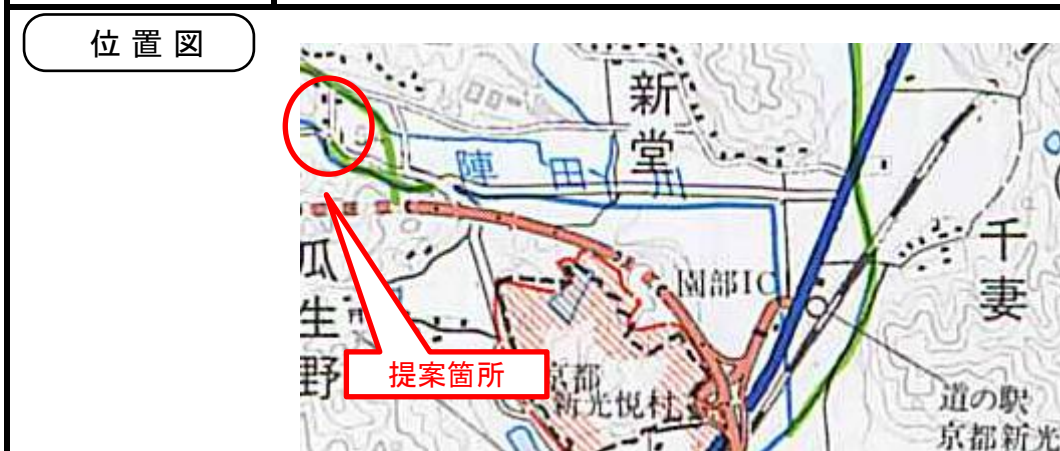 位置図
新堂
陣田川
園部IC
千妻
瓜生野
提案箇所
京都
新光悦村
道の駅
京都新光